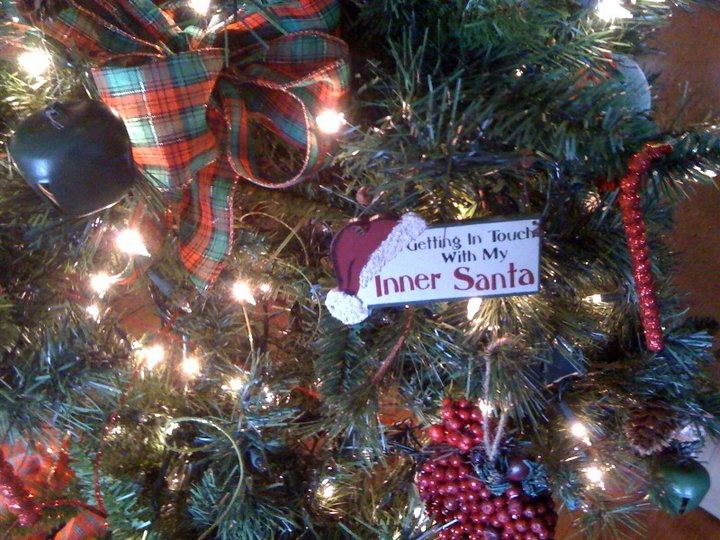 Getting In Touch
With My
Inner Santa